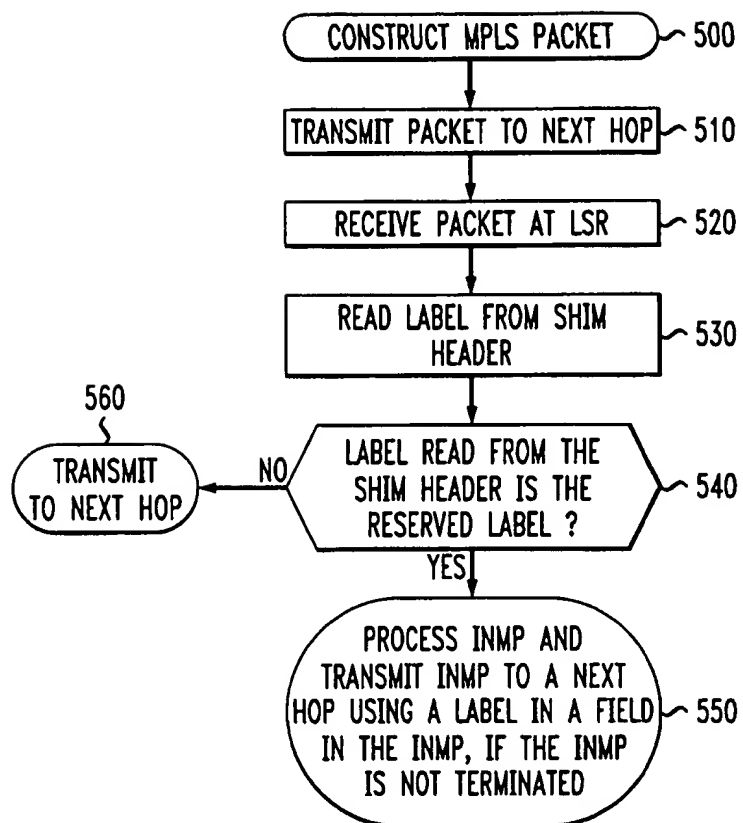 CONSTRUCT MPLS PACKET
500
TRANSMIT PACKET TO NEXT HOP
510
RECEIVE PACKET AT LSR
520
READ LABEL FROM SHIM
HEADER
530
560
TRANSMIT
TO NEXT HOP
NO
LABEL READ FROM THE
SHIM HEADER IS THE
RESERVED LABEL ?
540
YES
PROCESS INMP AND
TRANSMIT INMP TO A NEXT
HOP USING A LABEL IN A FIELD
IN THE INMP, IF THE INMP
IS NOT TERMINATED
550